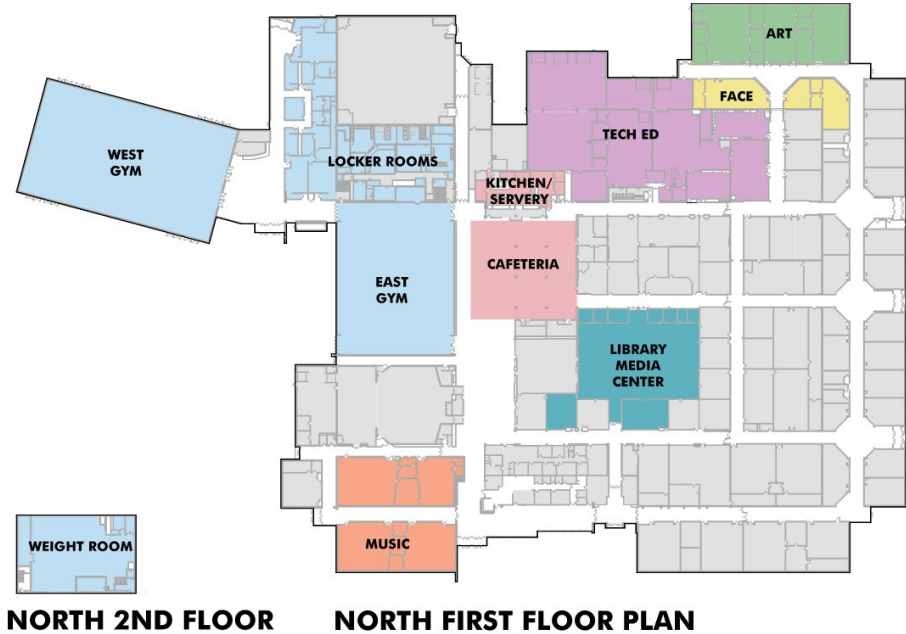 ART
FACE
TECH ED
WEST
GYM
LOCKER ROOMS
KITCHEN/
SERVERY
CAFETERIA
EAST
GYM
LIBRARY
MEDIA
CENTER
MUSIC
WEIGHT ROOM
NORTH 2ND FLOOR
NORTH FIRST FLOOR PLAN